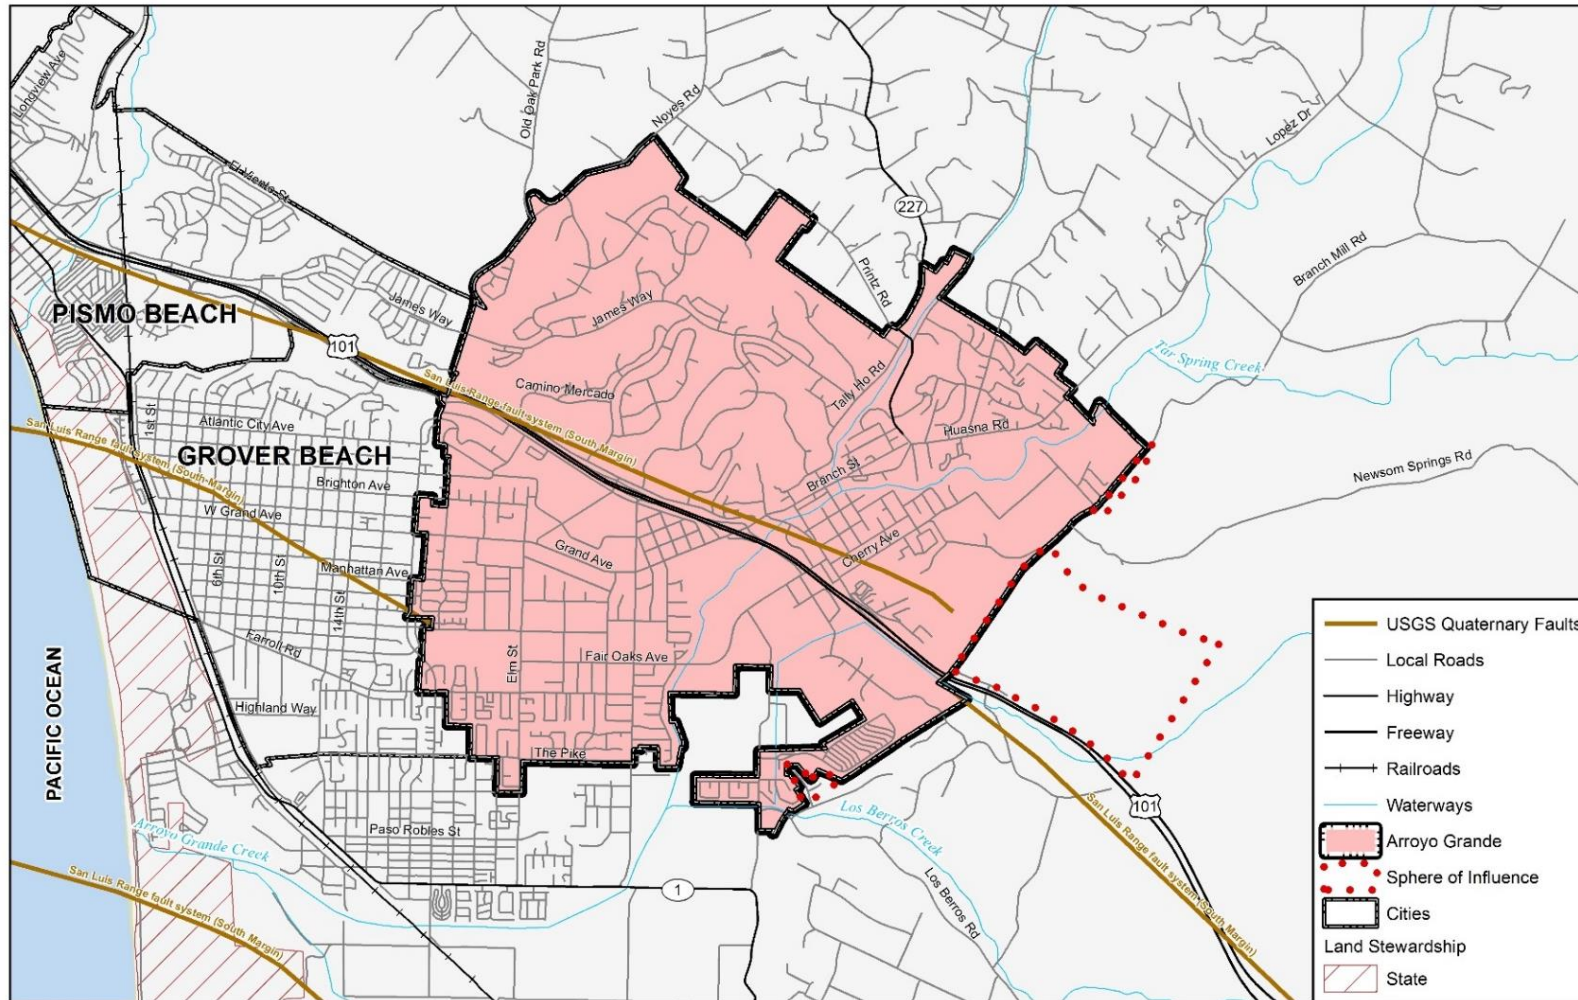 Longview Ave
Old Oak Park Rd
Noyes Rd
Lopez Dr
El Viento St
227
Branch Mill Rd
Printz Rd
PISMO BEACH
James Way
James Way
101
Tar Spring Creek
San Luis Range fault system (South Margin)
Camino Mercado
Tally Ho Rd
1st St
Atlantic City Ave
San Luis Range fault system (South Margin)
Huasna Rd
GROVER BEACH
Branch St
Newsom Springs Rd
Brighton Ave
W Grand Ave
Grand Ave
Cherry Ave
6th St
10th St
Manhattan Ave
14th St
Farroll Rd
Elm St
Fair Oaks Ave
PACIFIC OCEAN
Highland Way
The Pike
101
Los Berros Creek
Paso Robles St
Arroyo Grande Creek
San Luis Range fault system (South Margin)
1
Los Berros Rd
San Luis Range fault system (South Margin)
USGS Quaternary Faults
Local Roads
Highway
Freeway
Railroads
Waterways
Arroyo Grande
Sphere of Influence
Cities
Land Stewardship
State